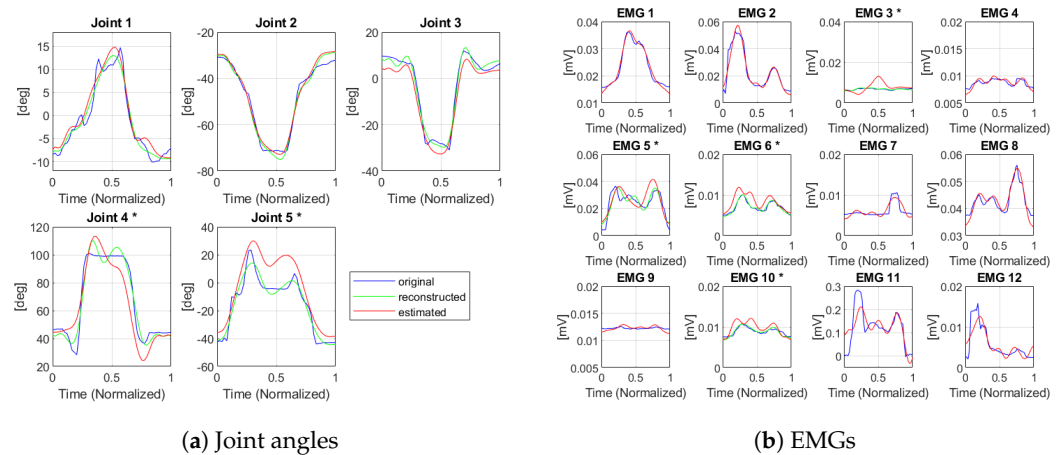 Joint 1
Joint 2
Joint 3
[deg]
15
10
5
0
-5
-10
0 0.5 1
Time (Normalized)
-20
-40
-60
-80
0 0.5 1
Time (Normalized)
20
0
-20
-40
0 0.5 1
Time (Normalized)
Joint 4 *
Joint 5 *
[deg]
120
100
80
60
40
20
0 0.5 1
Time (Normalized)
[deg]
40
20
0
-20
-40
-60
0 0.5 1
Time (Normalized)
original
reconstructed
estimated
(a) Joint angles
EMG 1
EMG 2
EMG 3 *
EMG 4
[mV]
0.04
0.03
0.02
0.01
0 0.5 1
Time (Normalized)
[mV]
0.06
0.04
0.02
0
0 0.5 1
Time (Normalized)
[mV]
0.04
0.02
0
0 0.5 1
Time (Normalized)
[mV]
0.02
0.015
0.01
0.005
0 0.5 1
Time (Normalized)
EMG 5 *
EMG 6 *
EMG 7
EMG 8
[mV]
0.06
0.04
0.02
0
0 0.5 1
Time (Normalized)
[mV]
0.02
0.01
0
0 0.5 1
Time (Normalized)
[mV]
0.02
0.01
0
0 0.5 1
Time (Normalized)
[mV]
0.06
0.05
0.04
0.03
0 0.5 1
Time (Normalized)
EMG 9
EMG 10 *
EMG 11
EMG 12
[mV]
0.02
0.015
0.01
0.005
0 0.5 1
Time (Normalized)
[mV]
0.02
0.01
0
0 0.5 1
Time (Normalized)
[mV]
0.3
0.2
0.1
0
0 0.5 1
Time (Normalized)
[mV]
0.02
0.01
0
0 0.5 1
Time (Normalized)
(b) EMGs